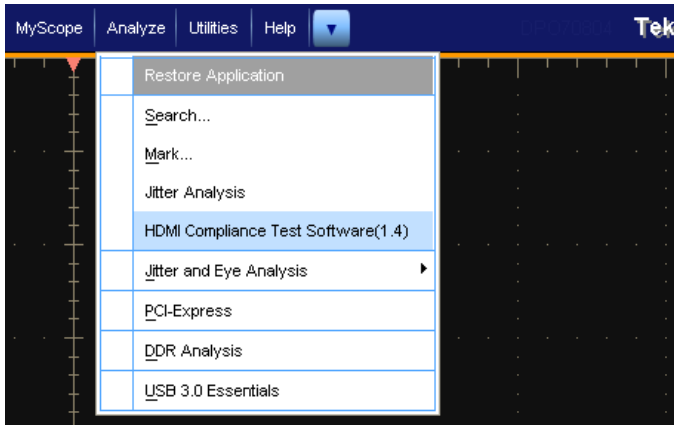 MyScope Analyze Utilities Help Tek
Restore Application
Search...
Mark...
Jitter Analysis
HDMI Compliance Test Software(1.4)
Jitter and Eye Analysis
PCI-Express
DDR Analysis
USB 3.0 Essentials